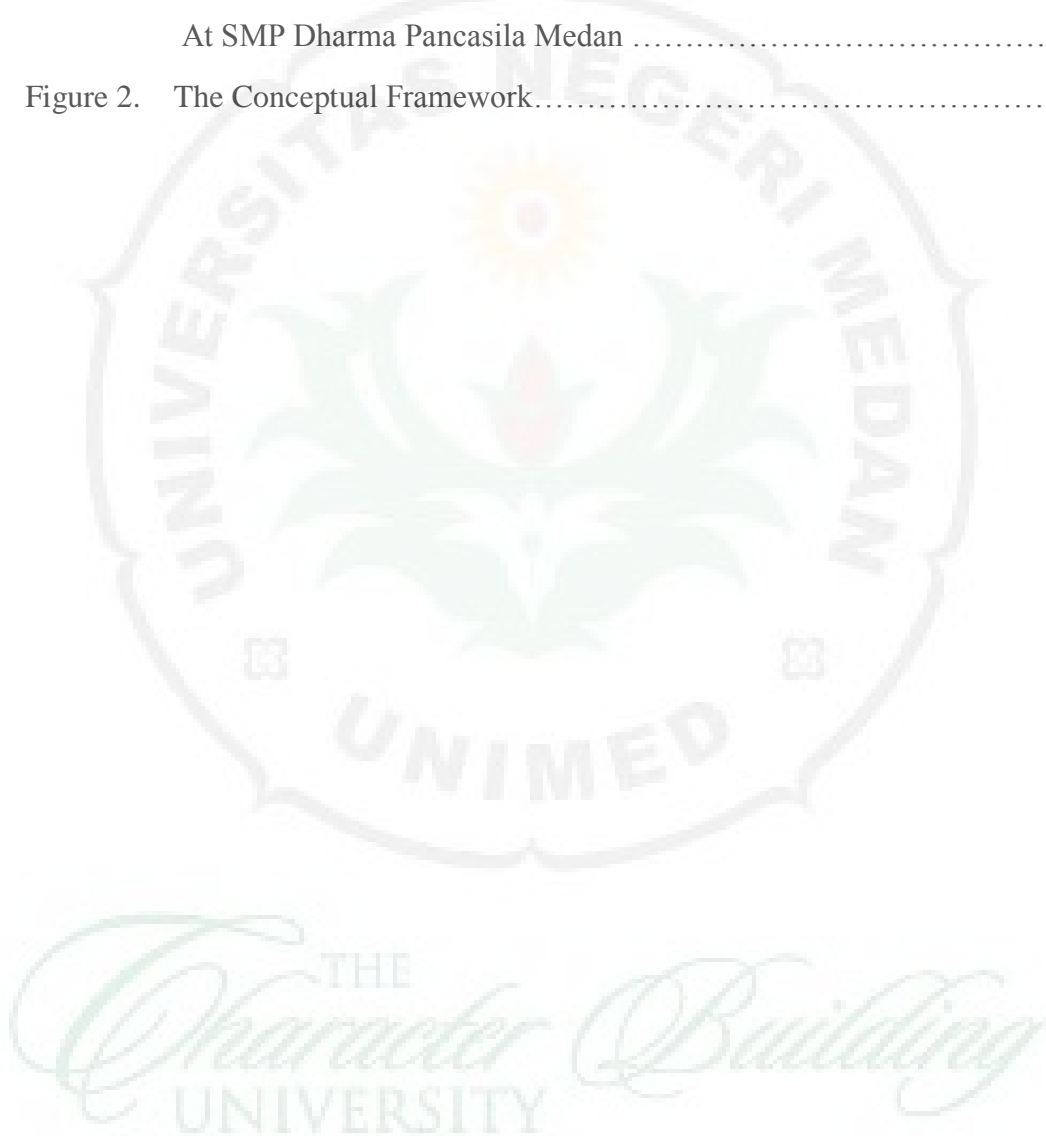 At SMP Dharma Pancasila Medan .....................................
Figure 2. The Conceptual Framework................................................
UNIVERSITAS NEGERI MEDAN
UNIMED
THE
Character Building
UNIVERSITY